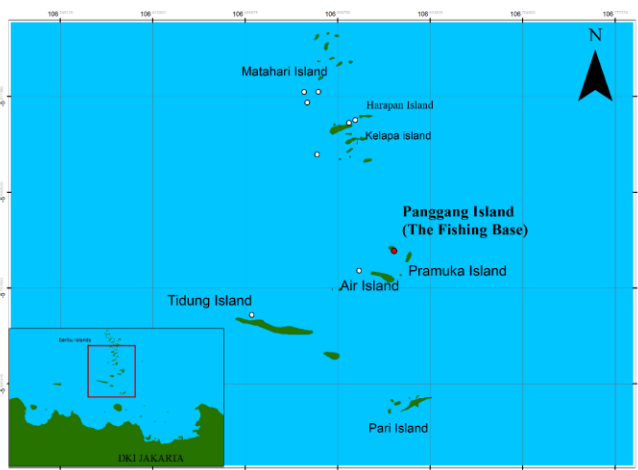 N
Matahari Island
Harapan Island
Kelapa island
Panggang Island
(The Fishing Base)
Pramuka Island
Air Island
Tidung Island
Seribu Islands
Pari Island
DKI JAKARTA